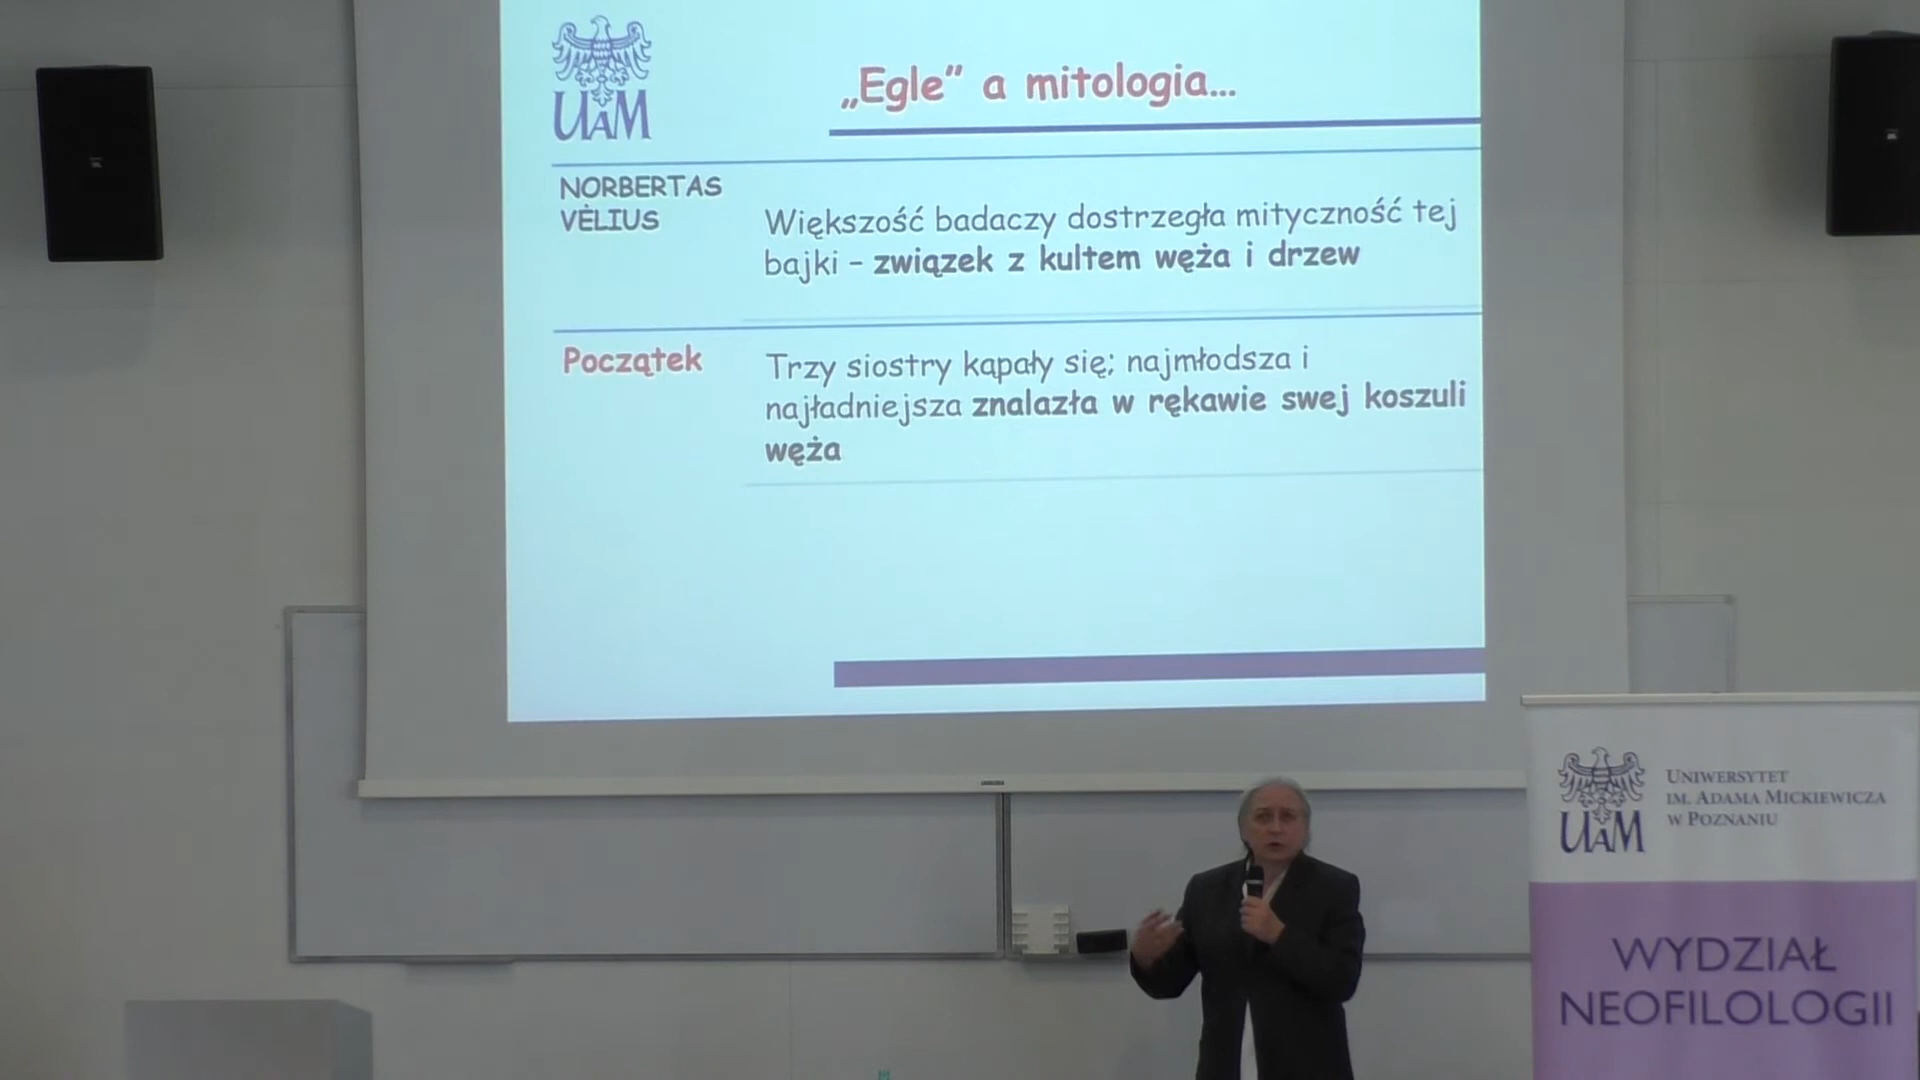 UAM
„Egle” a mitologia...
NORBERTAS
VĖLIUS
Większość badaczy dostrzegła mityczność tej
bajki – związek z kultem węża i drzew
Początek
Trzy siostry kąpały się; najmłodsza i
najładniejsza znalazła w rękawie swej koszuli
węża
UAM
UNIWERSYTET
IM. ADAMA MICKIEWICZA
W POZNANIU
WYDZIAŁ
NEOFILOLOGII